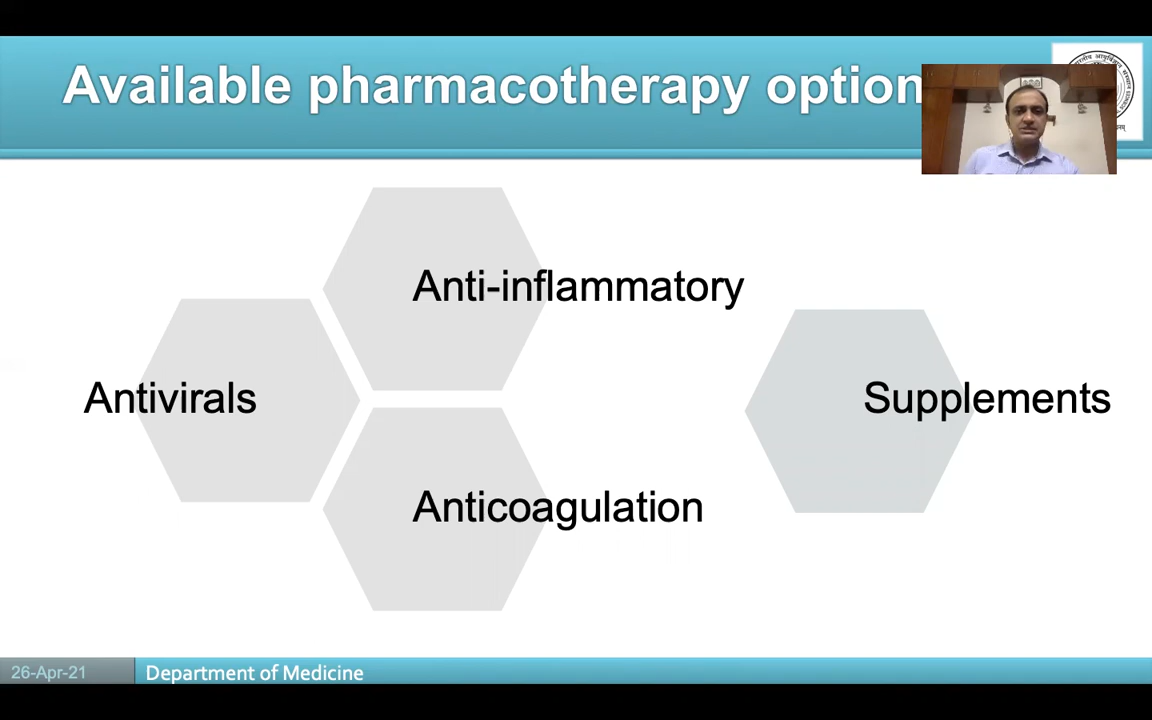 Available pharmacotherapy option
Anti-inflammatory
Antivirals
Supplements
Anticoagulation
26-Apr-21
Department of Medicine